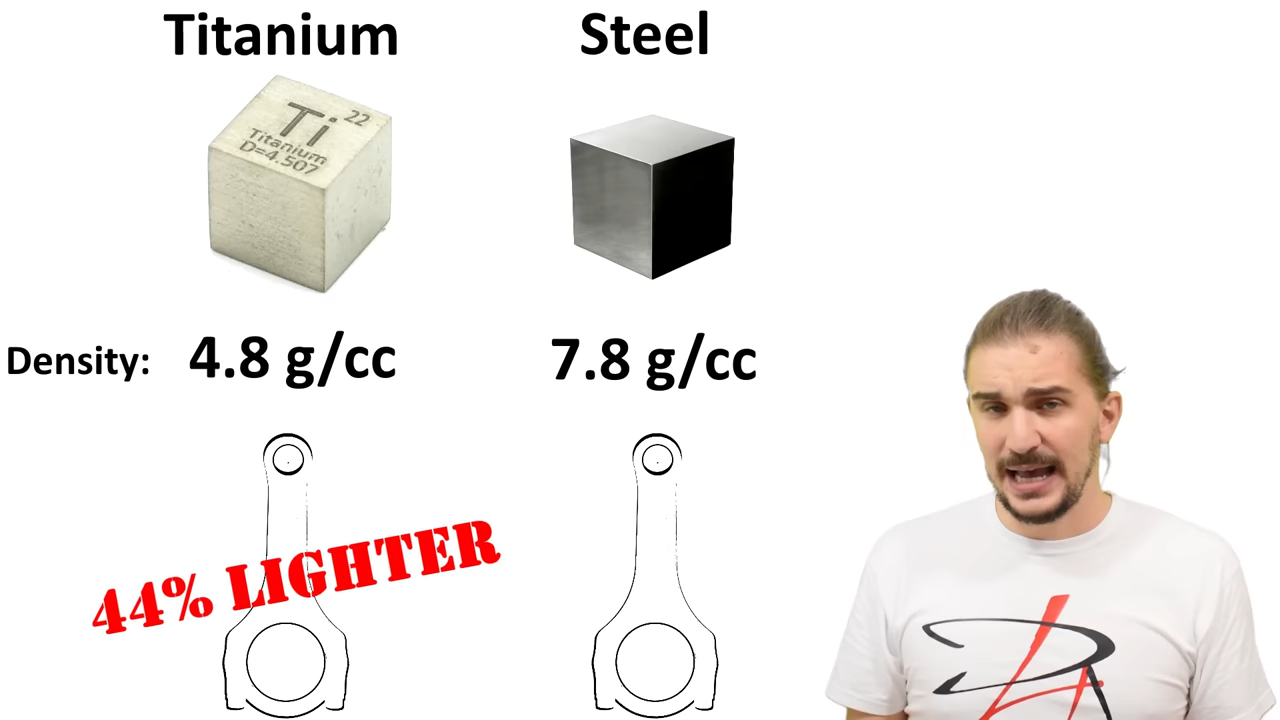 Titanium
Steel
Ti 22
Titanium
D=4.507
Density: 4.8 g/cc 7.8 g/cc
44% LIGHTER